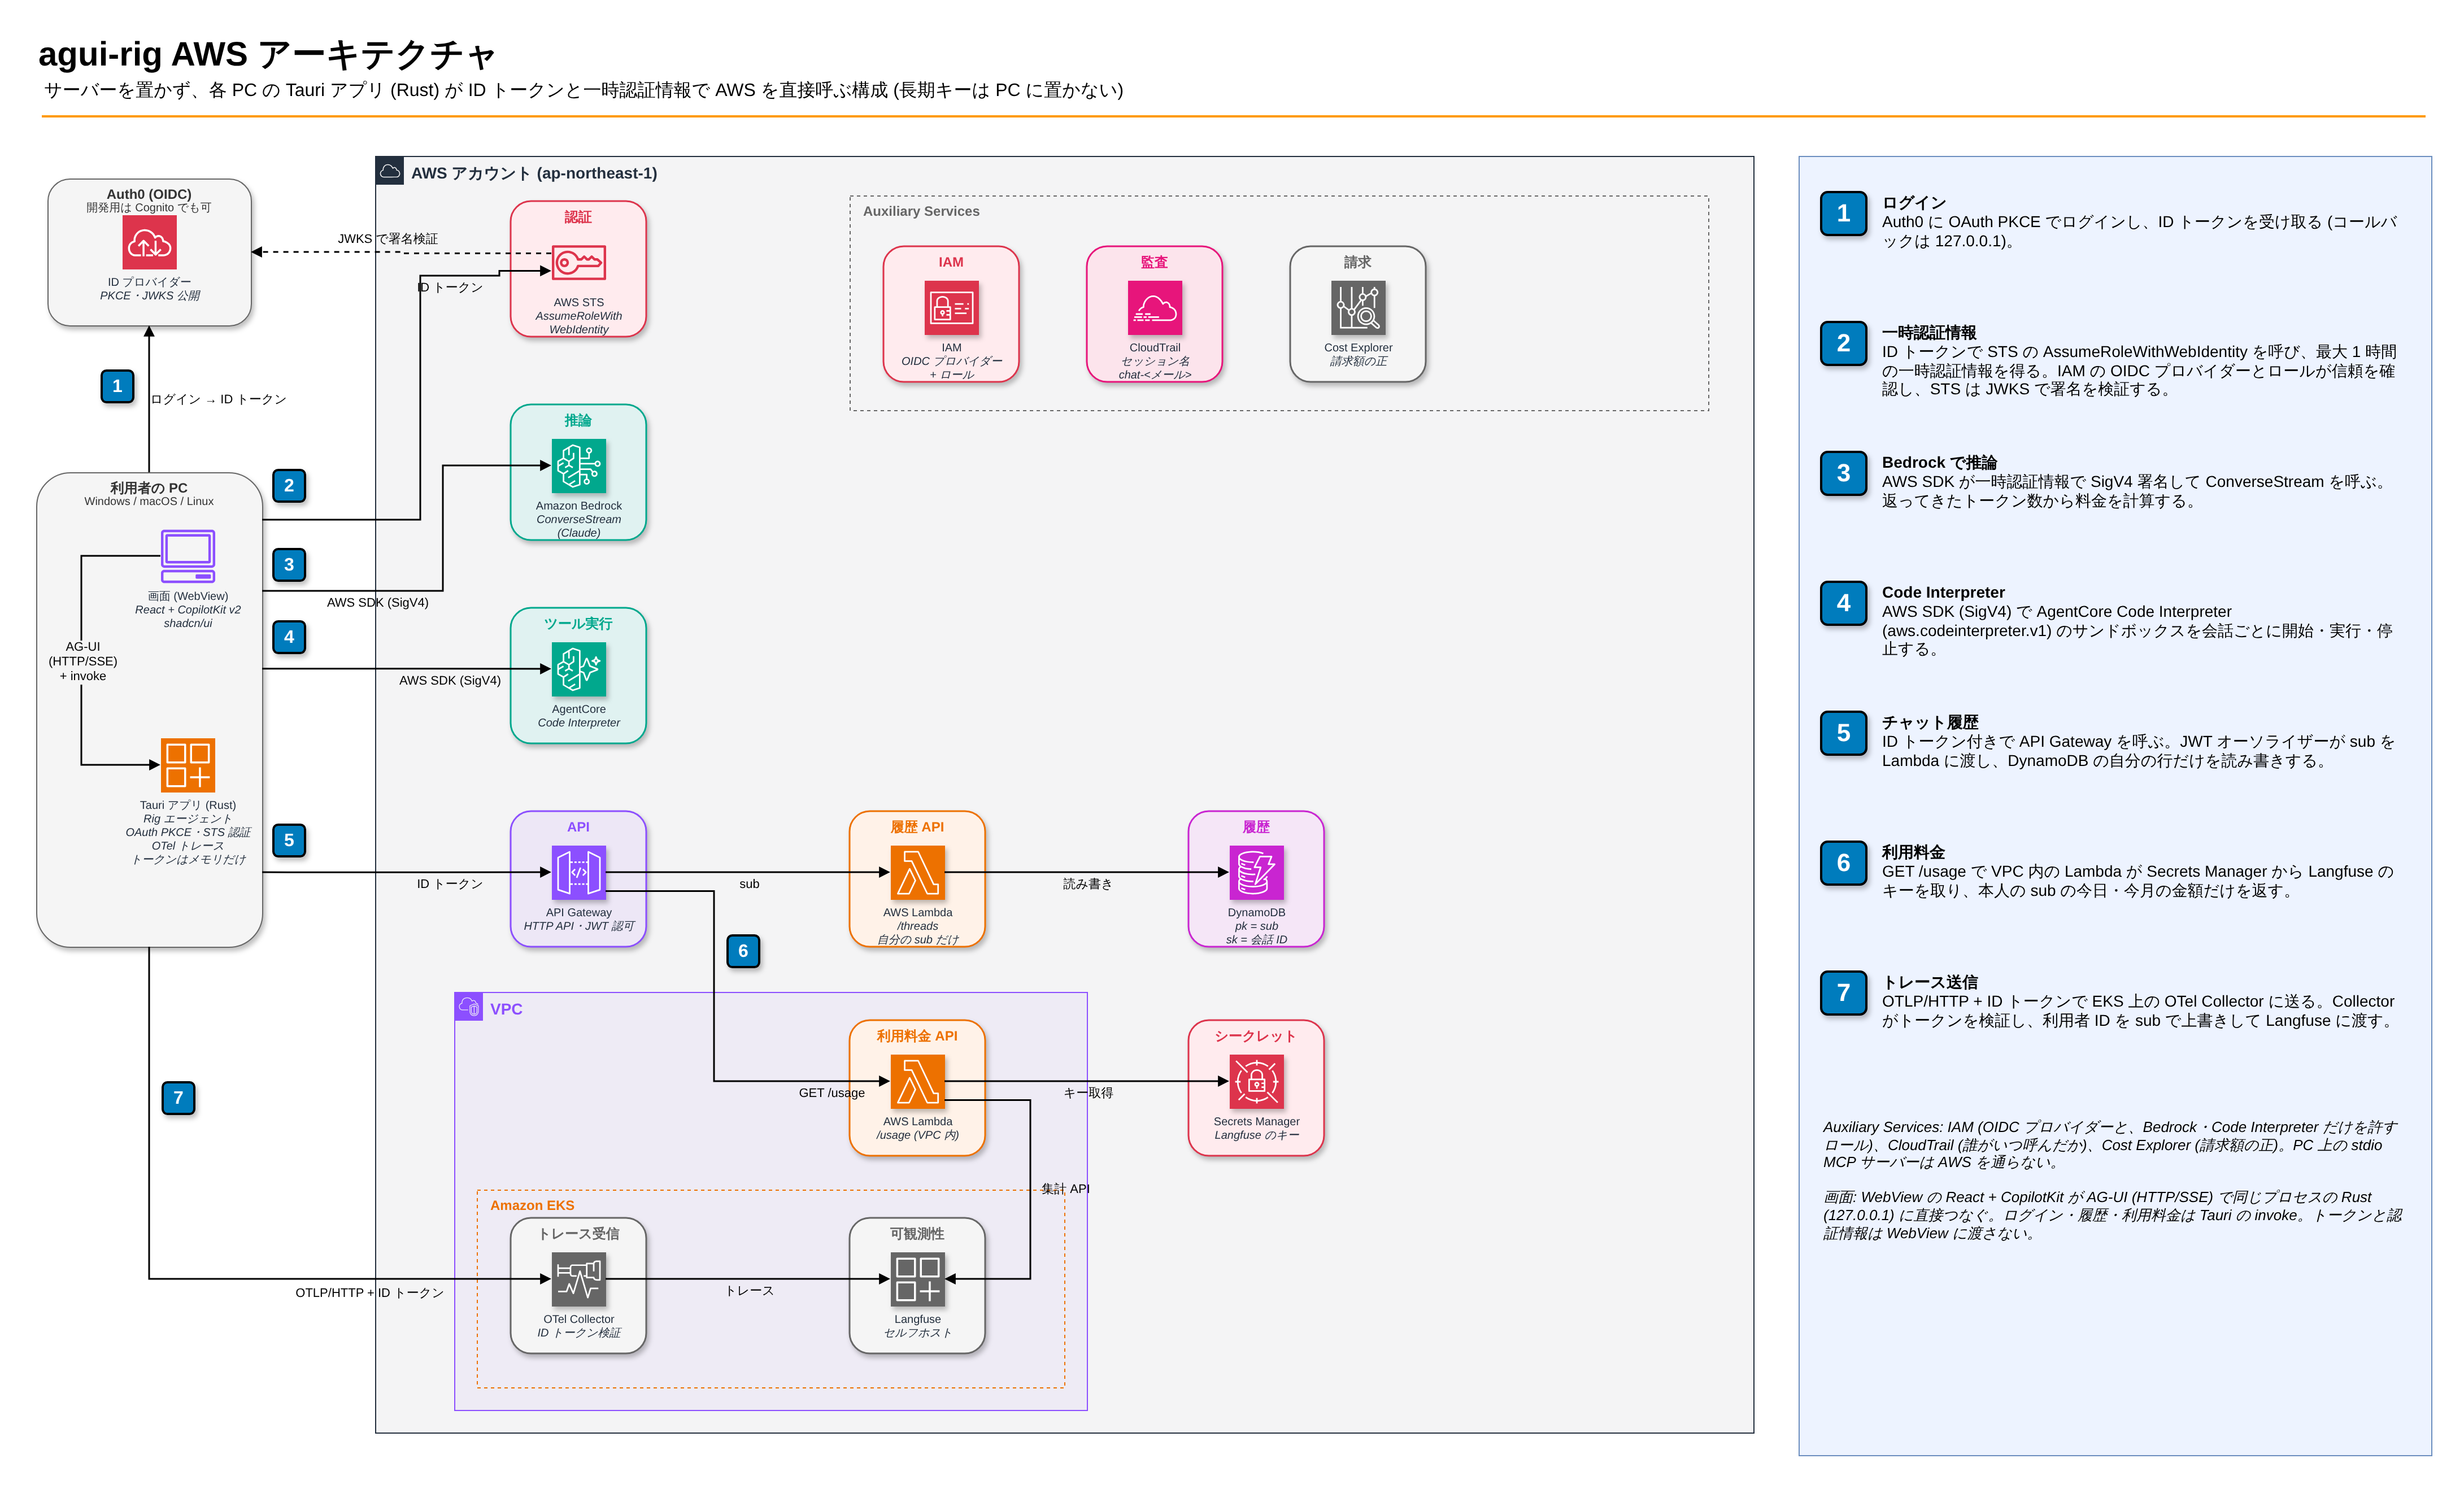 agui-rig AWS アーキテクチャ
サーバーを置かず、各 PC の Tauri アプリ (Rust) が ID トークンと一時認証情報で AWS を直接呼ぶ構成 (長期キーは PC に置かない)
Auth0 (OIDC)
開発用は Cognito でも可
ID プロバイダー
PKCE・JWKS 公開
1
ログイン → ID トークン
利用者の PC
Windows / macOS / Linux
画面 (WebView)
React + CopilotKit v2
shadcn/ui
AG-UI
(HTTP/SSE)
+ invoke
Tauri アプリ (Rust)
Rig エージェント
OAuth PKCE・STS 認証
OTel トレース
トークンはメモリだけ
2
3
4
5
7
AWS アカウント (ap-northeast-1)
JWKS で署名検証
ID トークン
認証
AWS STS
AssumeRoleWith
WebIdentity
Auxiliary Services
IAM
IAM
OIDC プロバイダー
+ ロール
監査
CloudTrail
セッション名
chat-<メール>
請求
Cost Explorer
請求額の正
推論
Amazon Bedrock
ConverseStream
(Claude)
AWS SDK (SigV4)
ツール実行
AgentCore
Code Interpreter
AWS SDK (SigV4)
API
API Gateway
HTTP API・JWT 認可
ID トークン
sub
履歴 API
AWS Lambda
/threads
自分の sub だけ
読み書き
履歴
DynamoDB
pk = sub
sk = 会話 ID
6
VPC
GET /usage
利用料金 API
AWS Lambda
/usage (VPC 内)
キー取得
シークレット
Secrets Manager
Langfuse のキー
集計 API
Amazon EKS
トレース受信
OTel Collector
ID トークン検証
OTLP/HTTP + ID トークン
トレース
可観測性
Langfuse
セルフホスト
1
ログイン
Auth0 に OAuth PKCE でログインし、ID トークンを受け取る (コールバ
ックは 127.0.0.1)。
2
一時認証情報
ID トークンで STS の AssumeRoleWithWebIdentity を呼び、最大 1 時間
の一時認証情報を得る。IAM の OIDC プロバイダーとロールが信頼を確
認し、STS は JWKS で署名を検証する。
3
Bedrock で推論
AWS SDK が一時認証情報で SigV4 署名して ConverseStream を呼ぶ。
返ってきたトークン数から料金を計算する。
4
Code Interpreter
AWS SDK (SigV4) で AgentCore Code Interpreter
(aws.codeinterpreter.v1) のサンドボックスを会話ごとに開始・実行・停
止する。
5
チャット履歴
ID トークン付きで API Gateway を呼ぶ。JWT オーソライザーが sub を
Lambda に渡し、DynamoDB の自分の行だけを読み書きする。
6
利用料金
GET /usage で VPC 内の Lambda が Secrets Manager から Langfuse の
キーを取り、本人の sub の今日・今月の金額だけを返す。
7
トレース送信
OTLP/HTTP + ID トークンで EKS 上の OTel Collector に送る。Collector
がトークンを検証し、利用者 ID を sub で上書きして Langfuse に渡す。
Auxiliary Services: IAM (OIDC プロバイダーと、Bedrock・Code Interpreter だけを許す
ロール)、CloudTrail (誰がいつ呼んだか)、Cost Explorer (請求額の正)。PC 上の stdio
MCP サーバーは AWS を通らない。
画面: WebView の React + CopilotKit が AG-UI (HTTP/SSE) で同じプロセスの Rust
(127.0.0.1) に直接つなぐ。ログイン・履歴・利用料金は Tauri の invoke。トークンと認
証情報は WebView に渡さない。